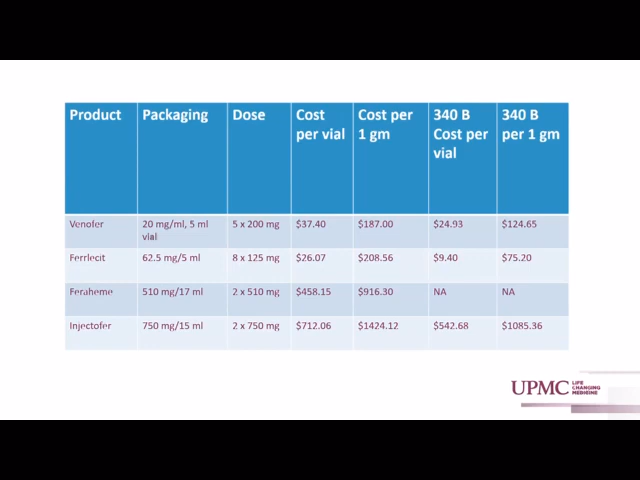 Product Packaging Dose Cost per vial Cost per 1 gm 340 B Cost per vial 340 B per 1 gm
Venofer 20 mg/ml, 5 ml vial 5 x 200 mg $37.40 $187.00 $24.93 $124.65
Ferrlecit 62.5 mg/5 ml 8 x 125 mg $26.07 $208.56 $9.40 $75.20
Feraheme 510 mg/17 ml 2 x 510 mg $458.15 $916.30 NA NA
Injectofer 750 mg/15 ml 2 x 750 mg $712.06 $1424.12 $542.68 $1085.36
UPMC LIFE CHANGING MEDICINE